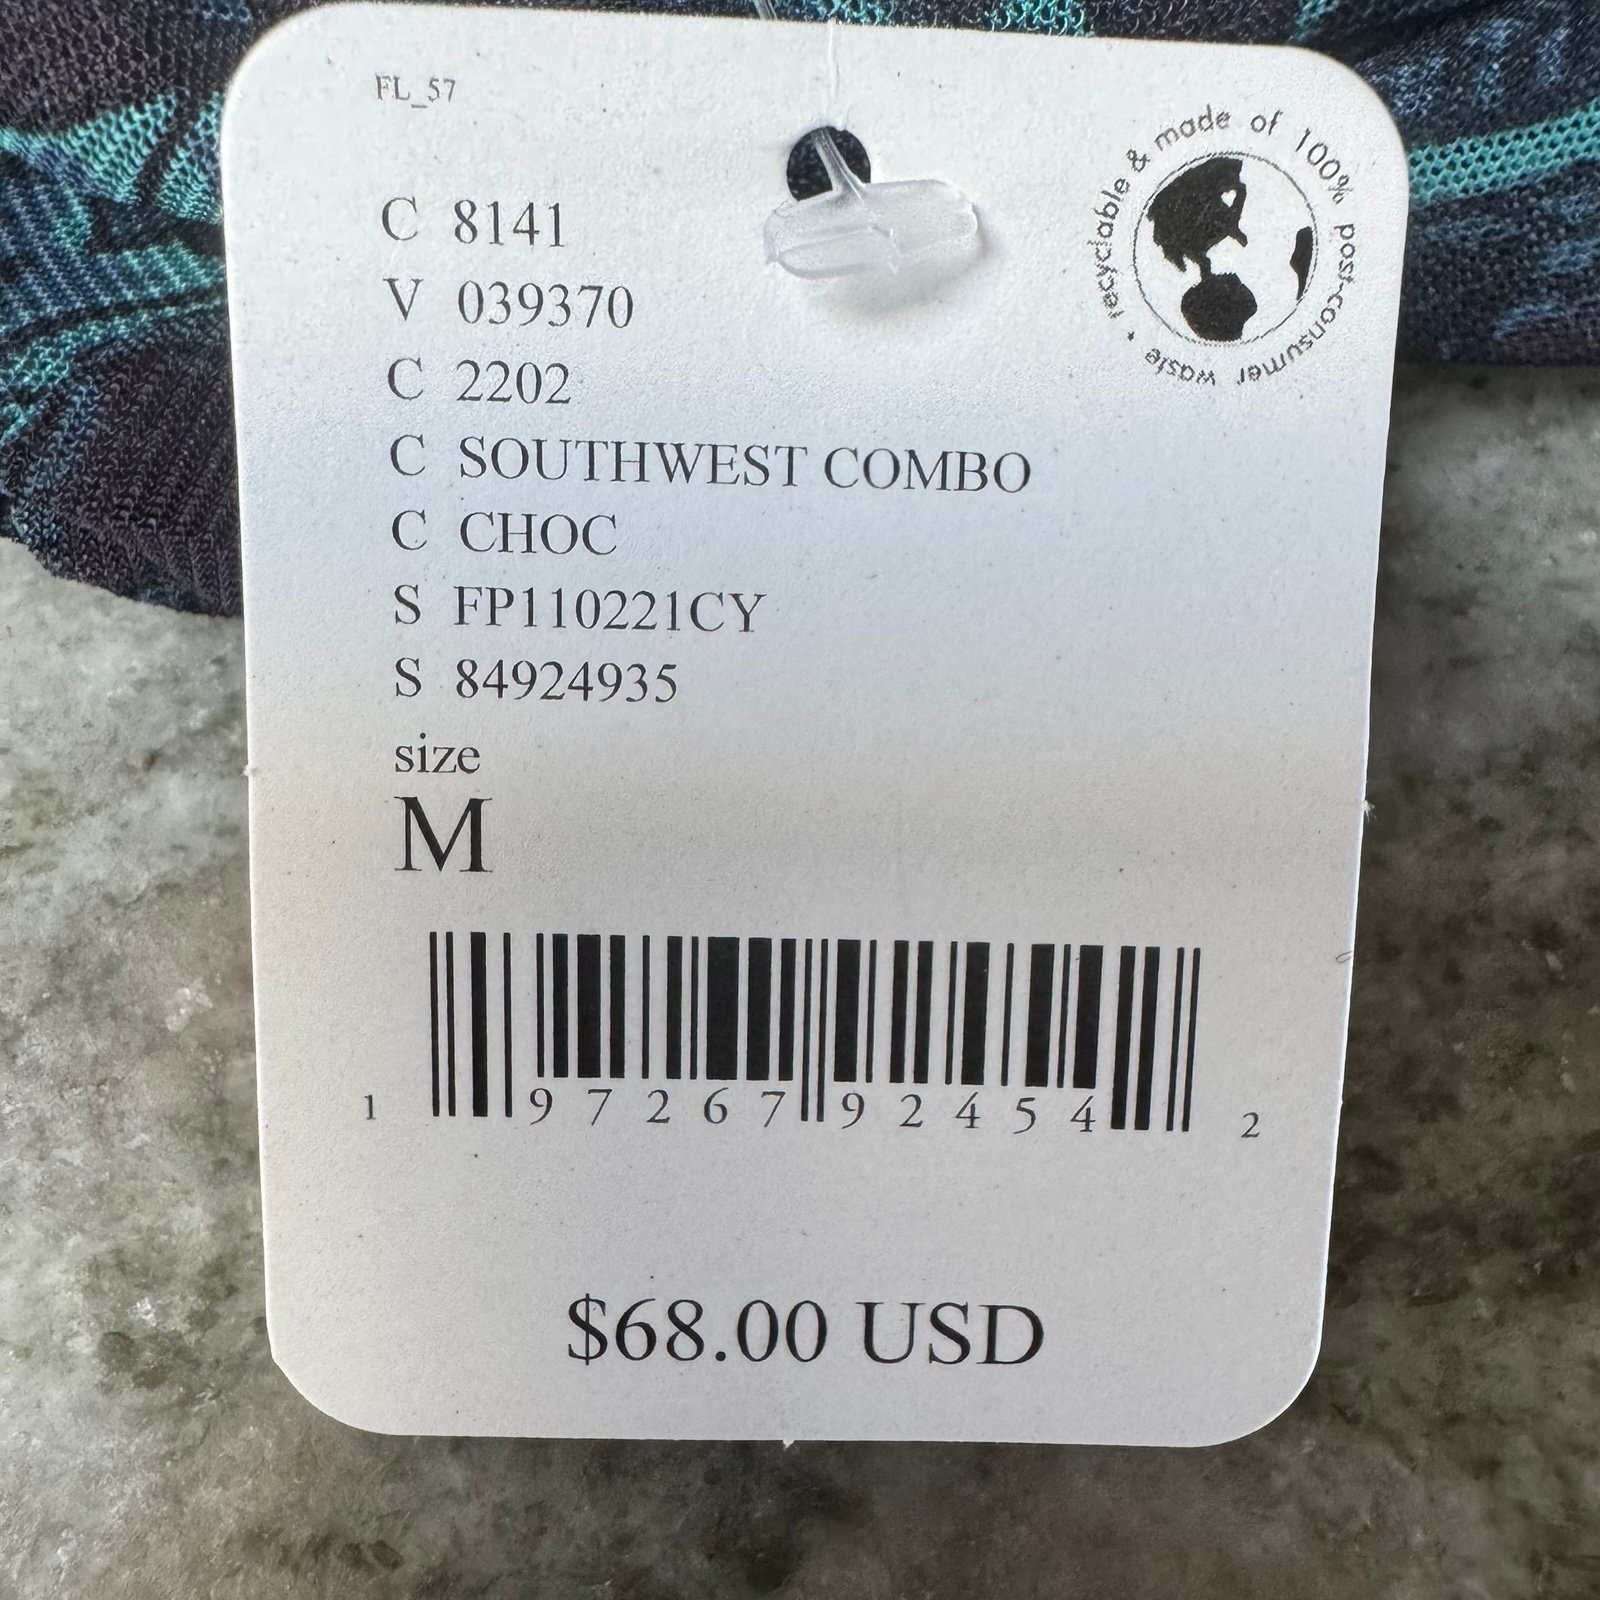 FL_57
recyclable & made of 100% post-consumer waste •
C 8141
V 039370
C 2202
C SOUTHWEST COMBO
C CHOC
S FP110221CY
S 84924935
size
M
1 97267 92454 2
$68.00 USD